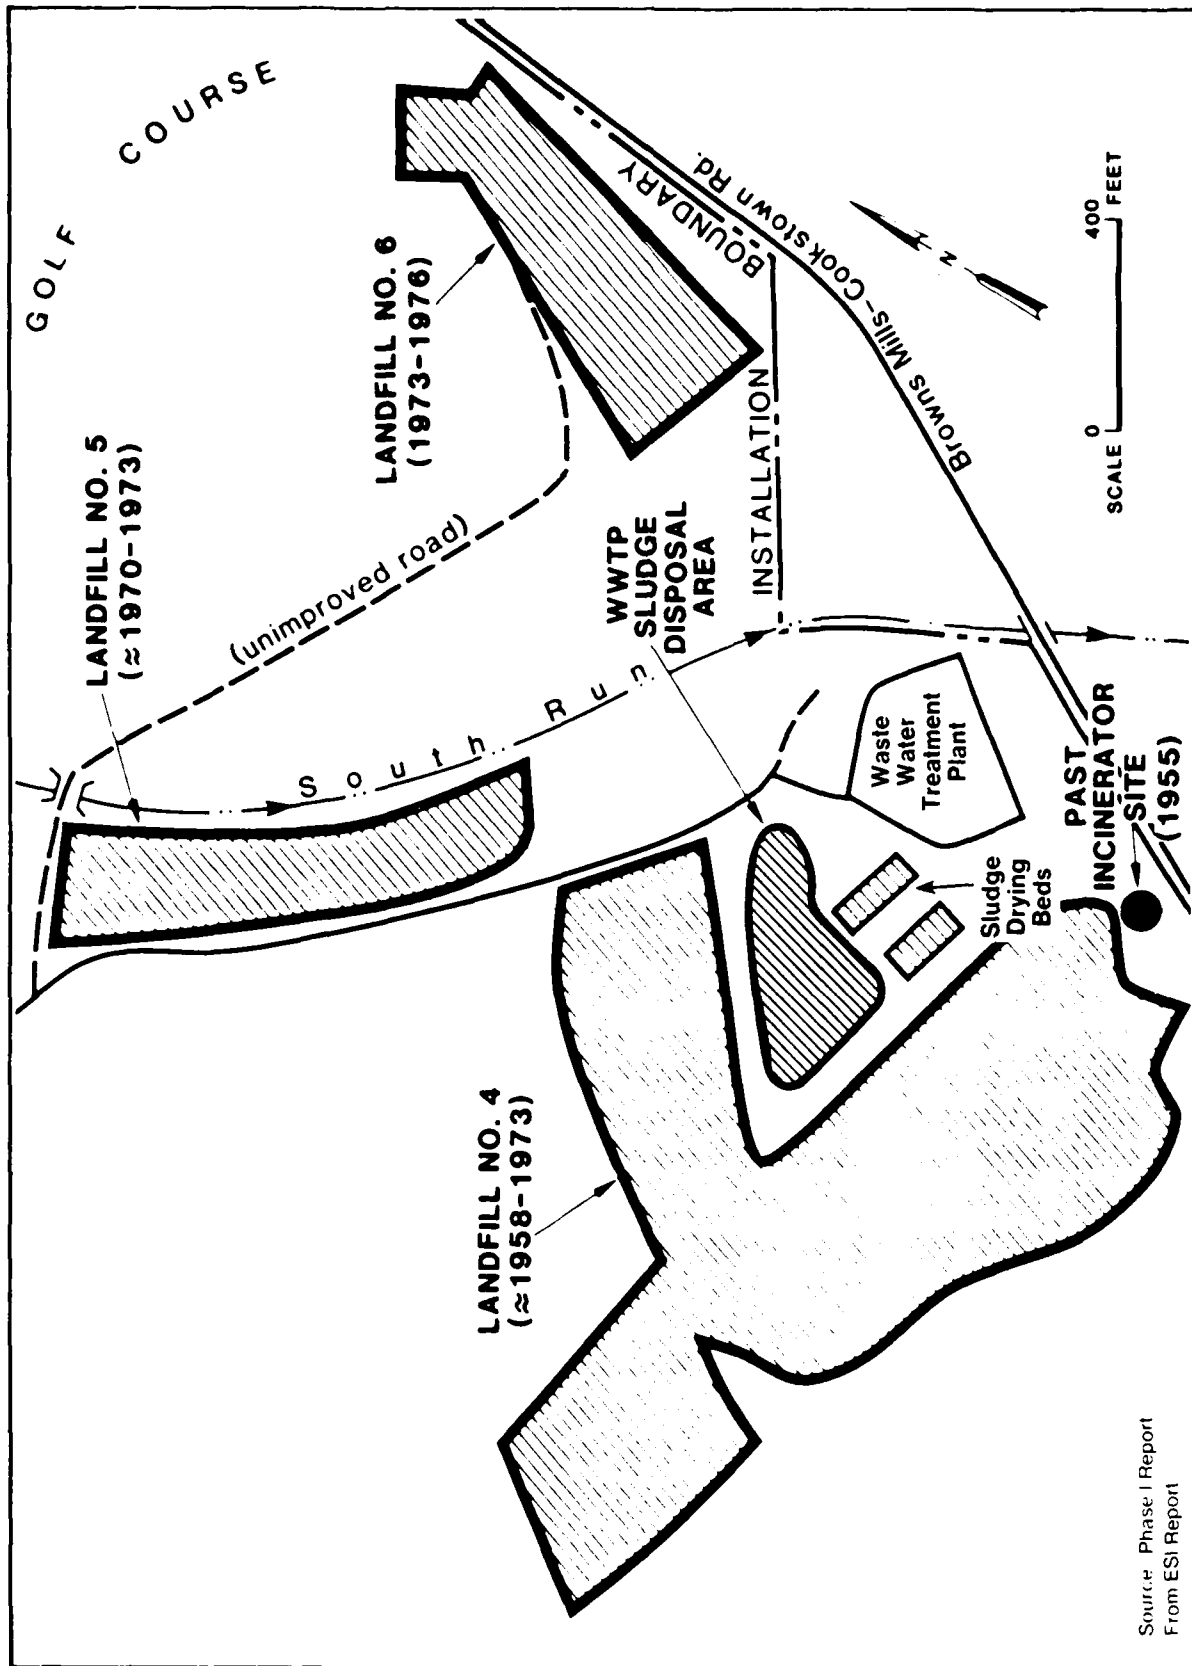 GOLF COURSE
LANDFILL NO. 6
(1973-1976)
LANDFILL NO. 5
(≈1970-1973)
(unimproved road)
South Run
LANDFILL NO. 4
(≈1958-1973)
WWTP
SLUDGE
DISPOSAL
AREA
INSTALLATION BOUNDARY
Browns Mills-Cookstown Rd.
Waste
Water
Treatment
Plant
Sludge
Drying
Beds
PAST
INCINERATOR
SITE
(1955)
N
SCALE 0 400 FEET
Source Phase I Report
From ESI Report